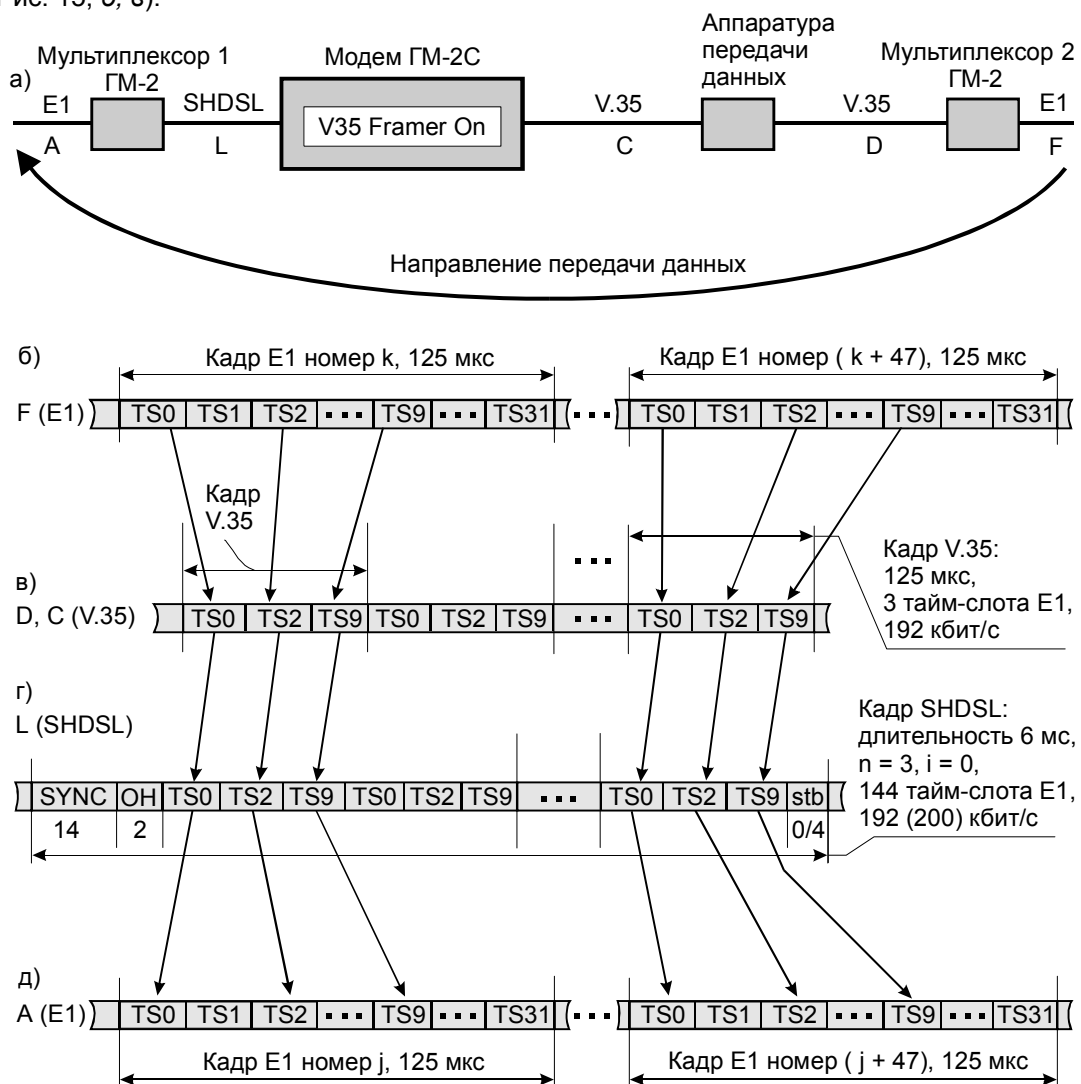 Рис. 15, б, в).
Аппаратура
передачи
данных
Мультиплексор 1
ГМ-2
Модем ГМ-2С
Мультиплексор 2
ГМ-2
а)
E1
SHDSL
V35 Framer On
V.35
V.35
E1
A
L
C
D
F
Направление передачи данных
б)
Кадр E1 номер k, 125 мкс
Кадр E1 номер ( k + 47), 125 мкс
F (E1)
TS0 TS1 TS2 ▪▪▪ TS9 ▪▪▪ TS31 ▪▪▪ TS0 TS1 TS2 ▪▪▪ TS9 ▪▪▪ TS31
Кадр
V.35
▪▪▪
Кадр V.35:
125 мкс,
3 тайм-слота E1,
192 кбит/с
в)
D, C (V.35)
TS0 TS2 TS9 TS0 TS2 TS9 ▪▪▪ TS0 TS2 TS9
г)
L (SHDSL)
Кадр SHDSL:
длительность 6 мс,
n = 3, i = 0,
144 тайм-слота E1,
192 (200) кбит/с
SYNC OH TS0 TS2 TS9 TS0 TS2 TS9 ▪▪▪ TS0 TS2 TS9 stb
14 2 0/4
д)
A (E1)
TS0 TS1 TS2 ▪▪▪ TS9 ▪▪▪ TS31 ▪▪▪ TS0 TS1 TS2 ▪▪▪ TS9 ▪▪▪ TS31
Кадр E1 номер j, 125 мкс
Кадр E1 номер ( j + 47), 125 мкс